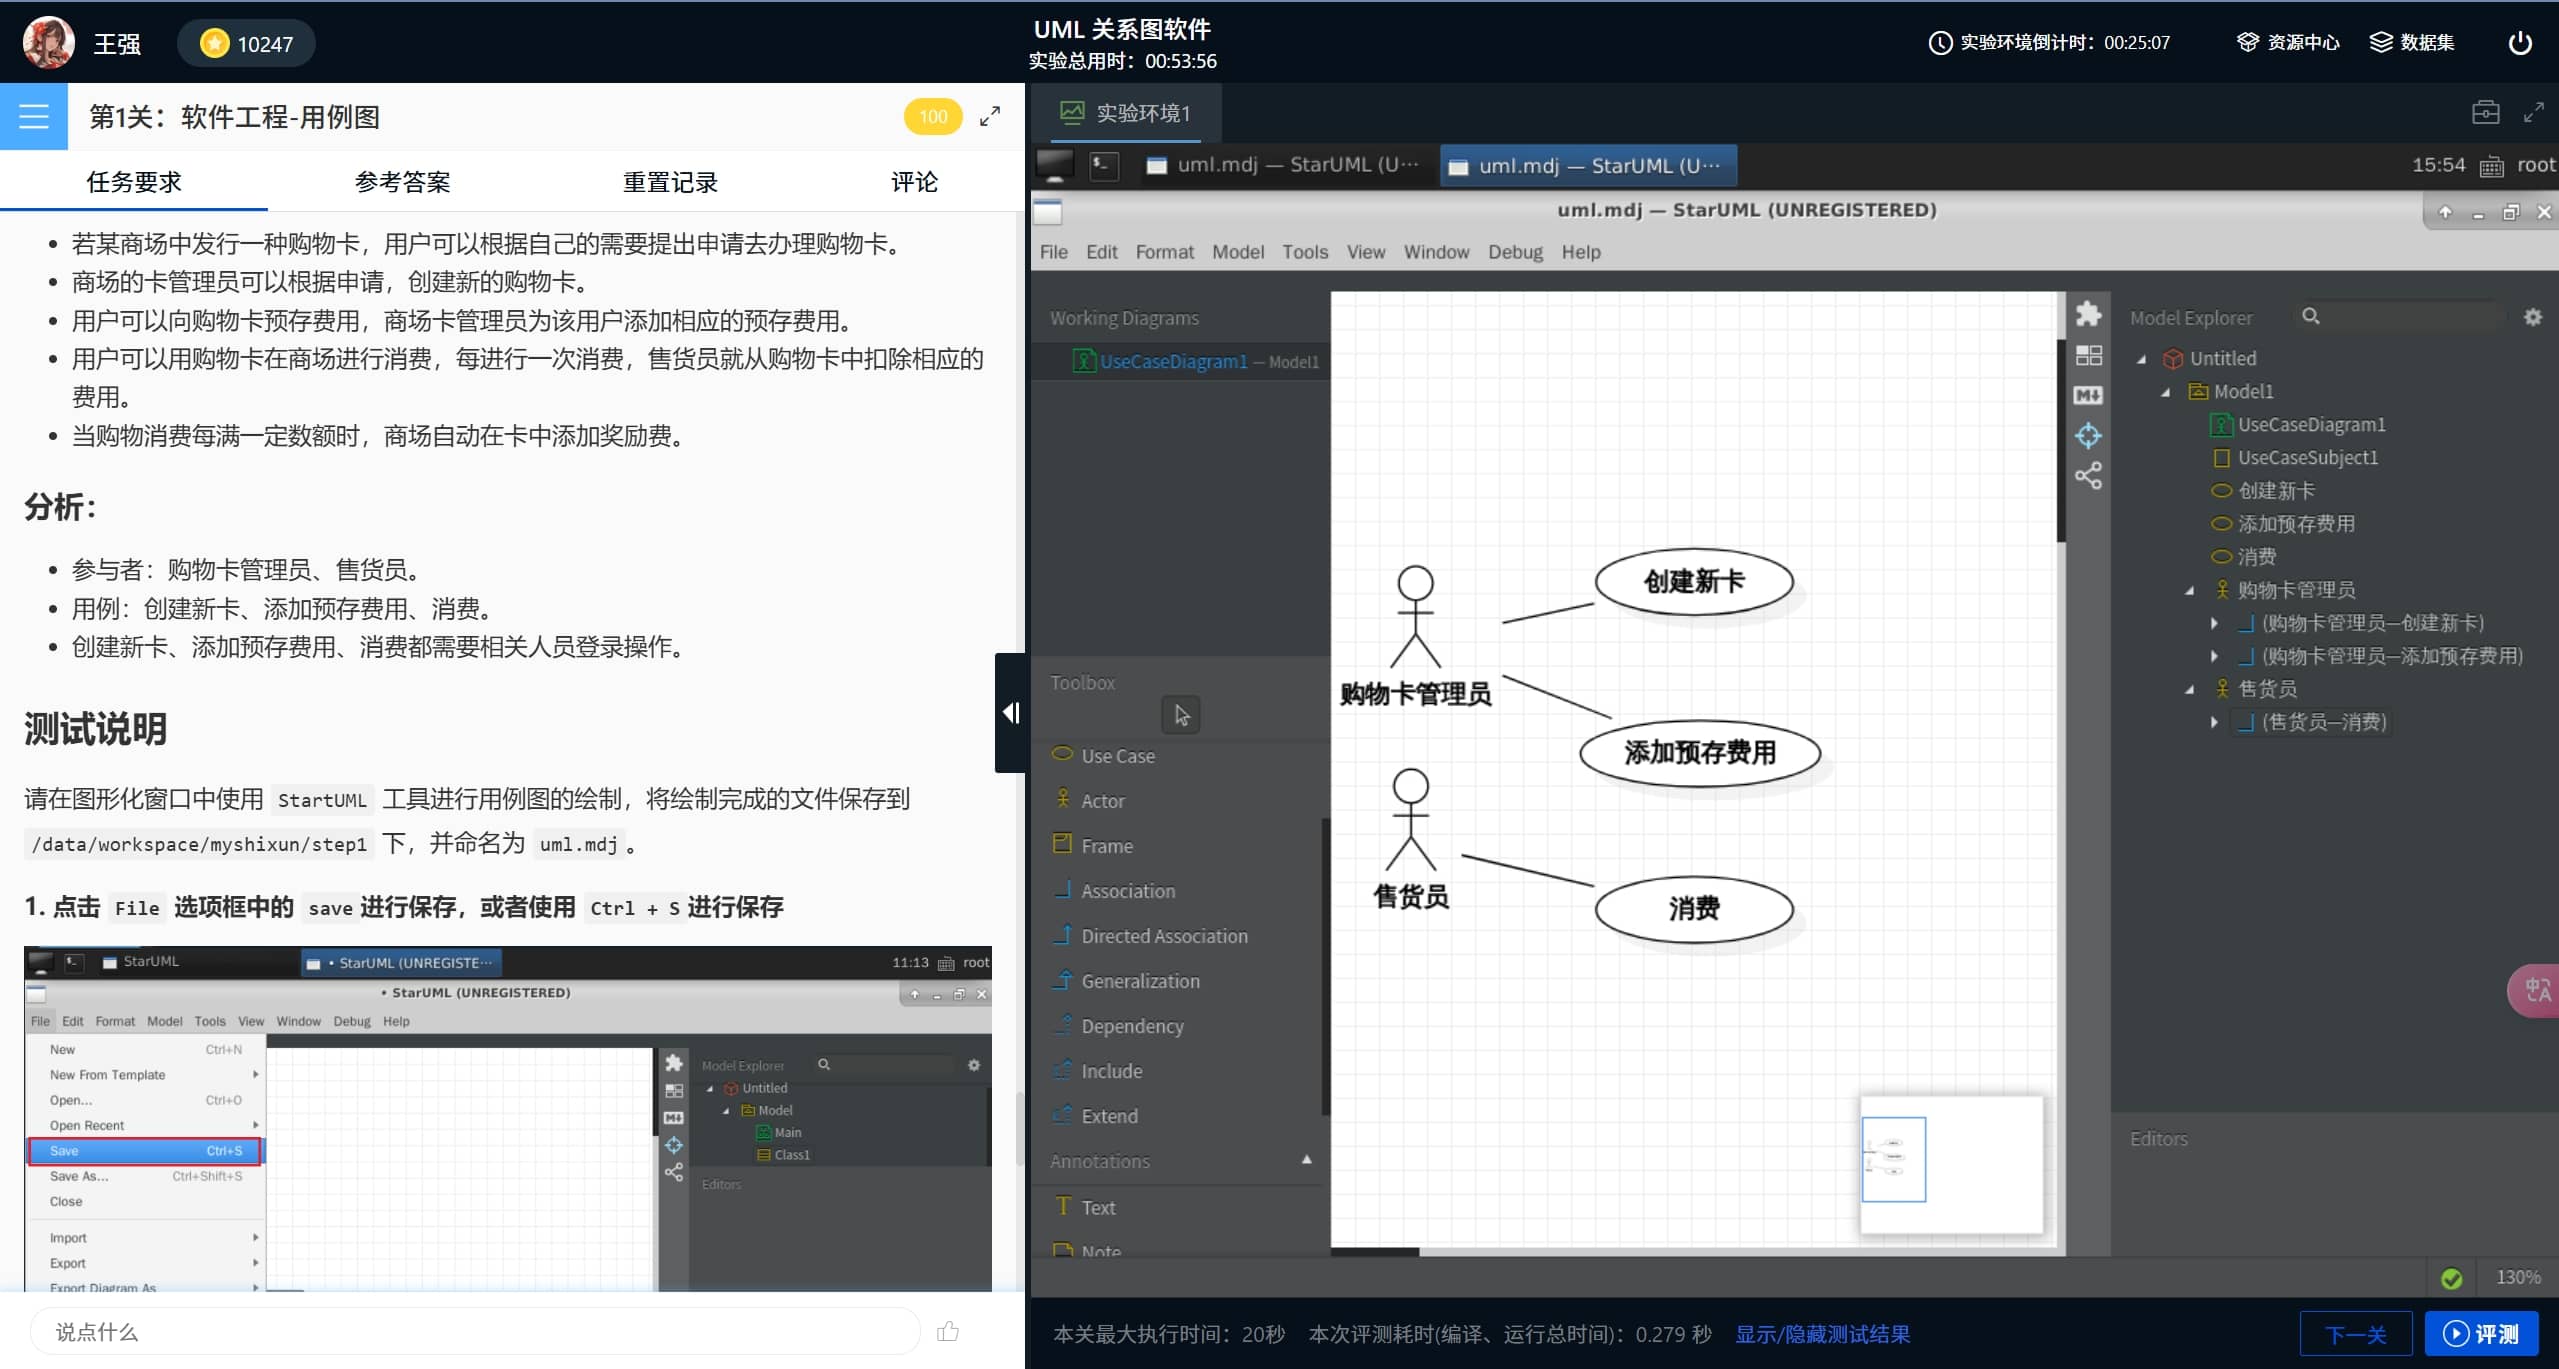 王强
10247
UML 关系图软件
实验总用时：00:53:56
实验环境倒计时：00:25:07
资源中心
数据集
第1关：软件工程-用例图
100
任务要求
参考答案
重置记录
评论
若某商场中发行一种购物卡，用户可以根据自己的需要提出申请去办理购物卡。
商场的卡管理员可以根据申请，创建新的购物卡。
用户可以向购物卡预存费用，商场卡管理员为该用户添加相应的预存费用。
用户可以用购物卡在商场进行消费，每进行一次消费，售货员就从购物卡中扣除相应的
费用。
当购物消费每满一定数额时，商场自动在卡中添加奖励费。
分析：
参与者：购物卡管理员、售货员。
用例：创建新卡、添加预存费用、消费。
创建新卡、添加预存费用、消费都需要相关人员登录操作。
测试说明
请在图形化窗口中使用 StartUML 工具进行用例图的绘制，将绘制完成的文件保存到
/data/workspace/myshixun/step1 下，并命名为 uml.mdj 。
1. 点击 File 选项框中的 save 进行保存，或者使用 Ctrl + S 进行保存
StarUML
• StarUML (UNREGISTE···
11:13
root
• StarUML (UNREGISTERED)
File Edit Format Model Tools View Window Debug Help
New Ctrl+N
New From Template
Open... Ctrl+O
Open Recent
Save Ctrl+S
Save As... Ctrl+Shift+S
Close
Import
Export
Export Diagram As
Model Explorer
Untitled
Model
Main
Class1
Editors
说点什么
实验环境1
uml.mdj — StarUML (U···
uml.mdj — StarUML (U···
15:54
root
uml.mdj — StarUML (UNREGISTERED)
File Edit Format Model Tools View Window Debug Help
Working Diagrams
UseCaseDiagram1 — Model1
Toolbox
Use Case
Actor
Frame
Association
Directed Association
Generalization
Dependency
Include
Extend
Annotations
Text
Note
创建新卡
购物卡管理员
添加预存费用
售货员
消费
Model Explorer
Untitled
Model1
UseCaseDiagram1
UseCaseSubject1
创建新卡
添加预存费用
消费
购物卡管理员
(购物卡管理员—创建新卡)
(购物卡管理员—添加预存费用)
售货员
(售货员—消费)
Editors
130%
本关最大执行时间：20秒 本次评测耗时(编译、运行总时间)：0.279 秒 显示/隐藏测试结果
下一关
评测